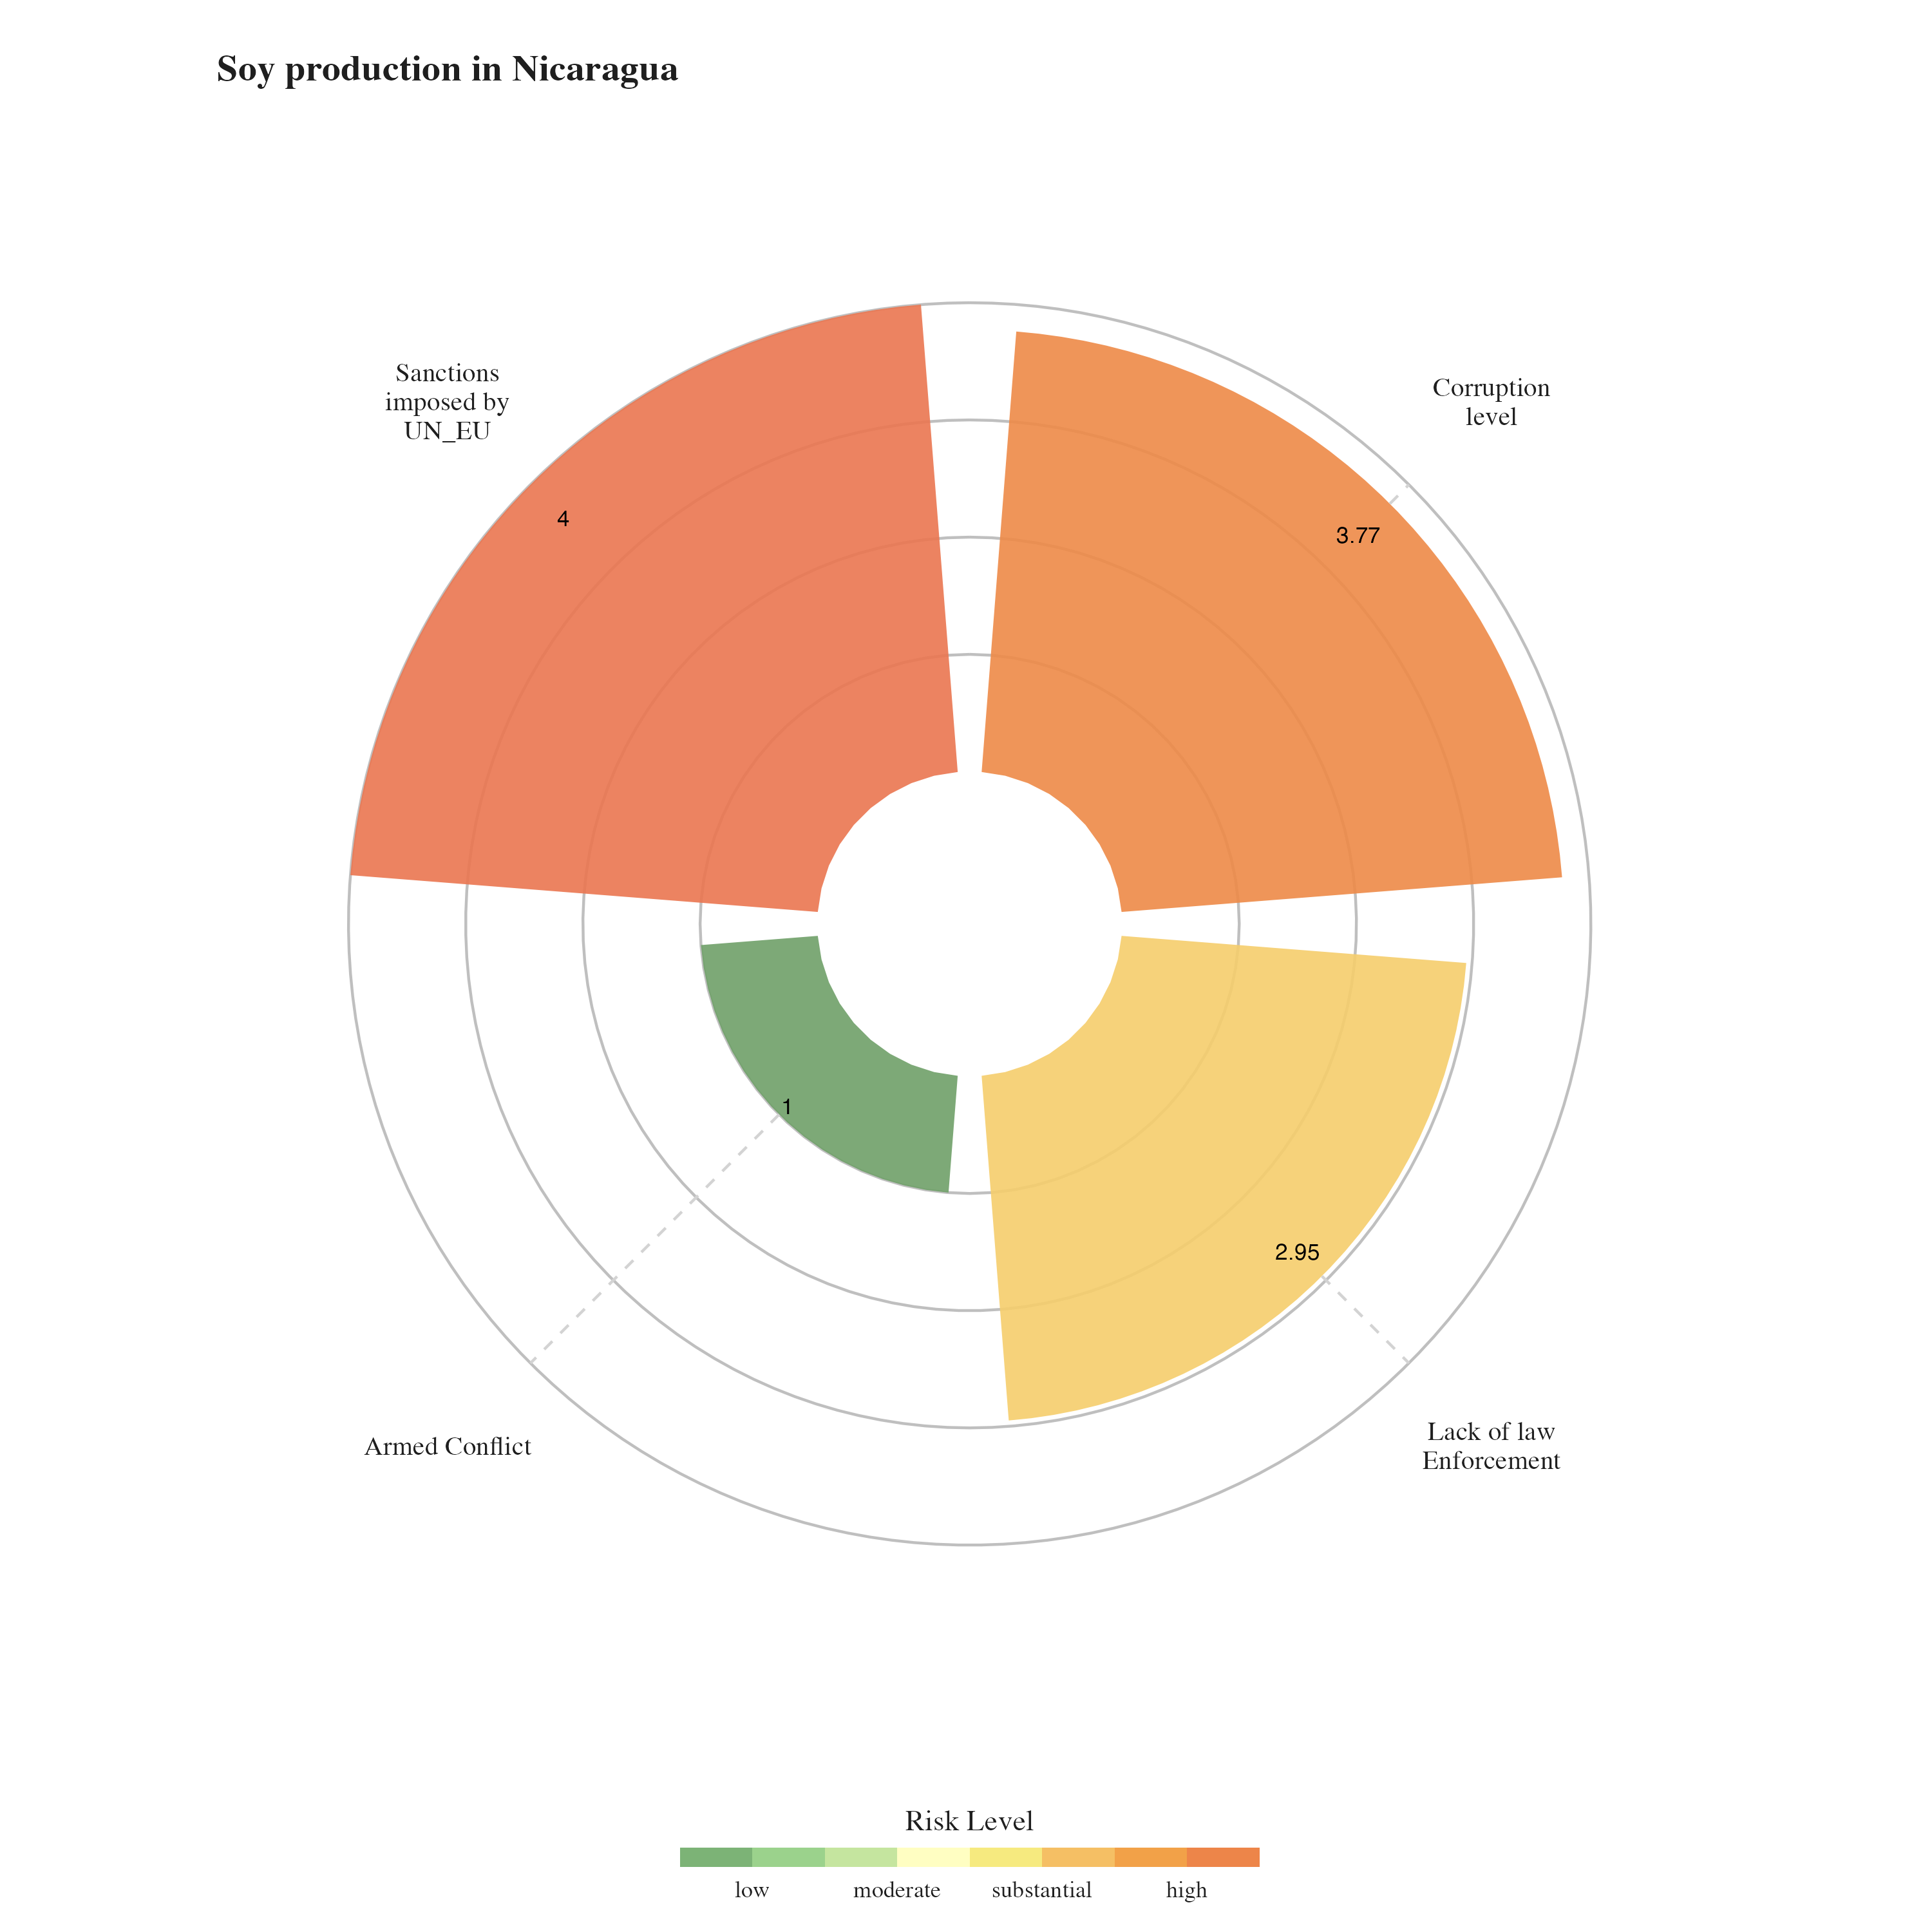 Soy production in Nicaragua
Sanctions
imposed by
UN_EU
Corruption
level
4
3.77
1
2.95
Armed Conflict
Lack of law
Enforcement
Risk Level
low moderate substantial high